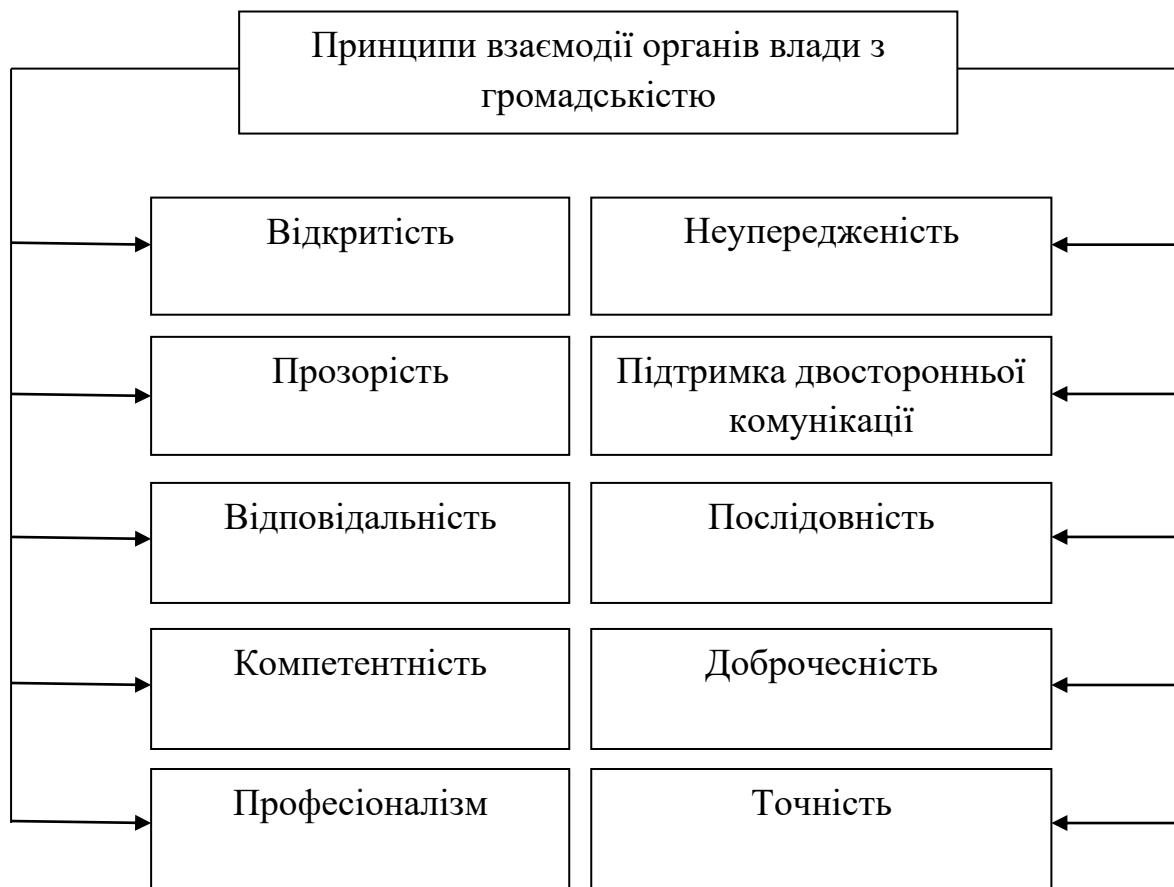 Принципи взаємодії органів влади з
громадськістю
Відкритість
Неупередженість
Прозорість
Підтримка двосторонньої
комунікації
Відповідальність
Послідовність
Компетентність
Доброчесність
Професіоналізм
Точність